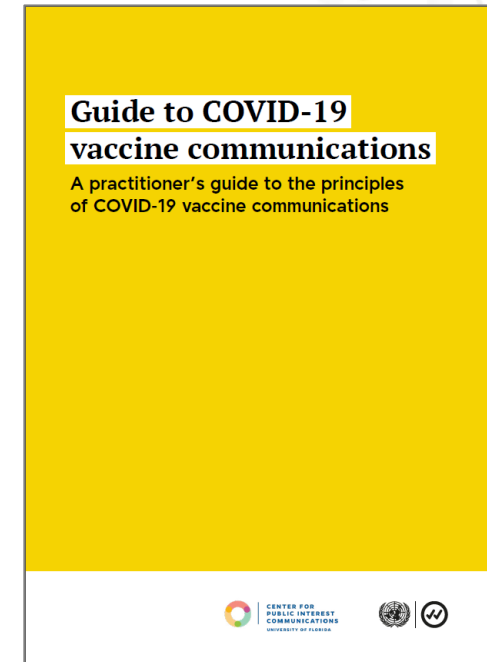 Guide to COVID-19
vaccine communications
A practitioner's guide to the principles
of COVID-19 vaccine communications
CENTER FOR
PUBLIC INTEREST
COMMUNICATIONS
UNIVERSITY OF FLORIDA